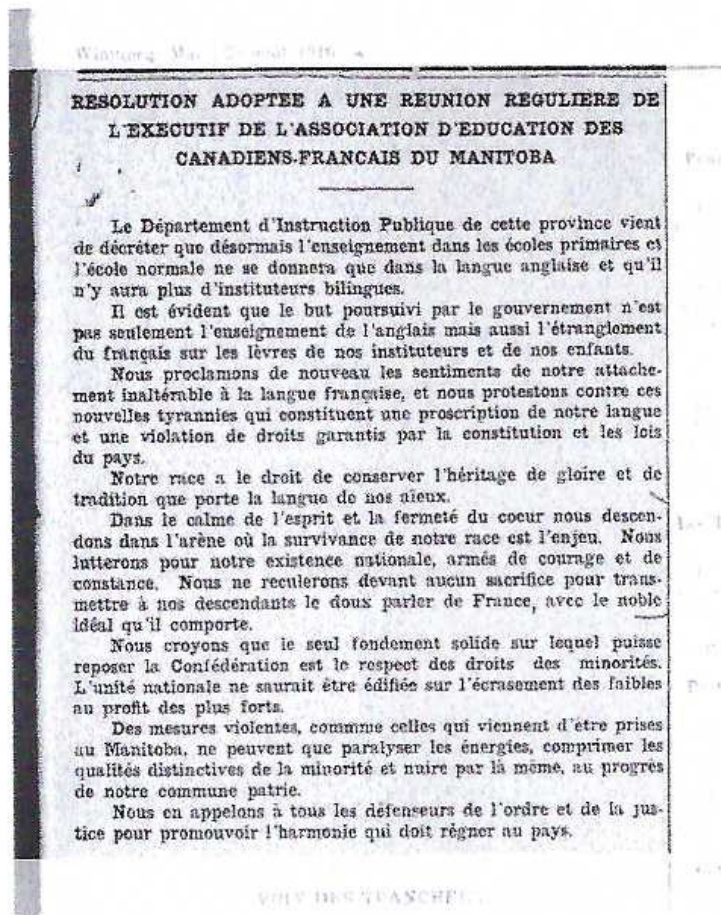 RESOLUTION ADOPTEE A UNE REUNION REGULIERE DE
L'EXECUTIF DE L'ASSOCIATION D'EDUCATION DES
CANADIENS-FRANCAIS DU MANITOBA
Le Département d'Instruction Publique de cette province vient
de décréter que désormais l'enseignement dans les écoles primaires et
l'école normale ne se donnera que dans la langue anglaise et qu'il
n'y aura plus d'instituteurs bilingues.
Il est évident que le but poursuivi par le gouvernement n'est
pas seulement l'enseignement de l'anglais mais aussi l'étranglement
du français sur les lèvres de nos instituteurs et de nos enfants.
Nous proclamons de nouveau les sentiments de notre attache-
ment inaltérable à la langue française, et nous protestons contre ces
nouvelles tyrannies qui constituent une proscription de notre langue
et une violation de droits garantis par la constitution et les lois
du pays.
Notre race a le droit de conserver l'héritage de gloire et de
tradition que porte la langue de nos aïeux.
Dans le calme de l'esprit et la fermeté du coeur nous descen-
dons dans l'arène où la survivance de notre race est l'enjeu. Nous
lutterons pour notre existence nationale, armés de courage et de
constance. Nous ne reculerons devant aucun sacrifice pour trans-
mettre à nos descendants le doux parler de France, avec le noble
idéal qu'il comporte.
Nous croyons que le seul fondement solide sur lequel puisse
reposer la Confédération est le respect des droits des minorités.
L'unité nationale ne saurait être édifiée sur l'écrasement des faibles
au profit des plus forts.
Des mesures violentes, commme celles qui viennent d'être prises
au Manitoba, ne peuvent que paralyser les énergies, comprimer les
qualités distinctives de la minorité et nuire par là même, au progrès
de notre commune patrie.
Nous en appelons à tous les défenseurs de l'ordre et de la jus-
tice pour promouvoir l'harmonie qui doit régner au pays.